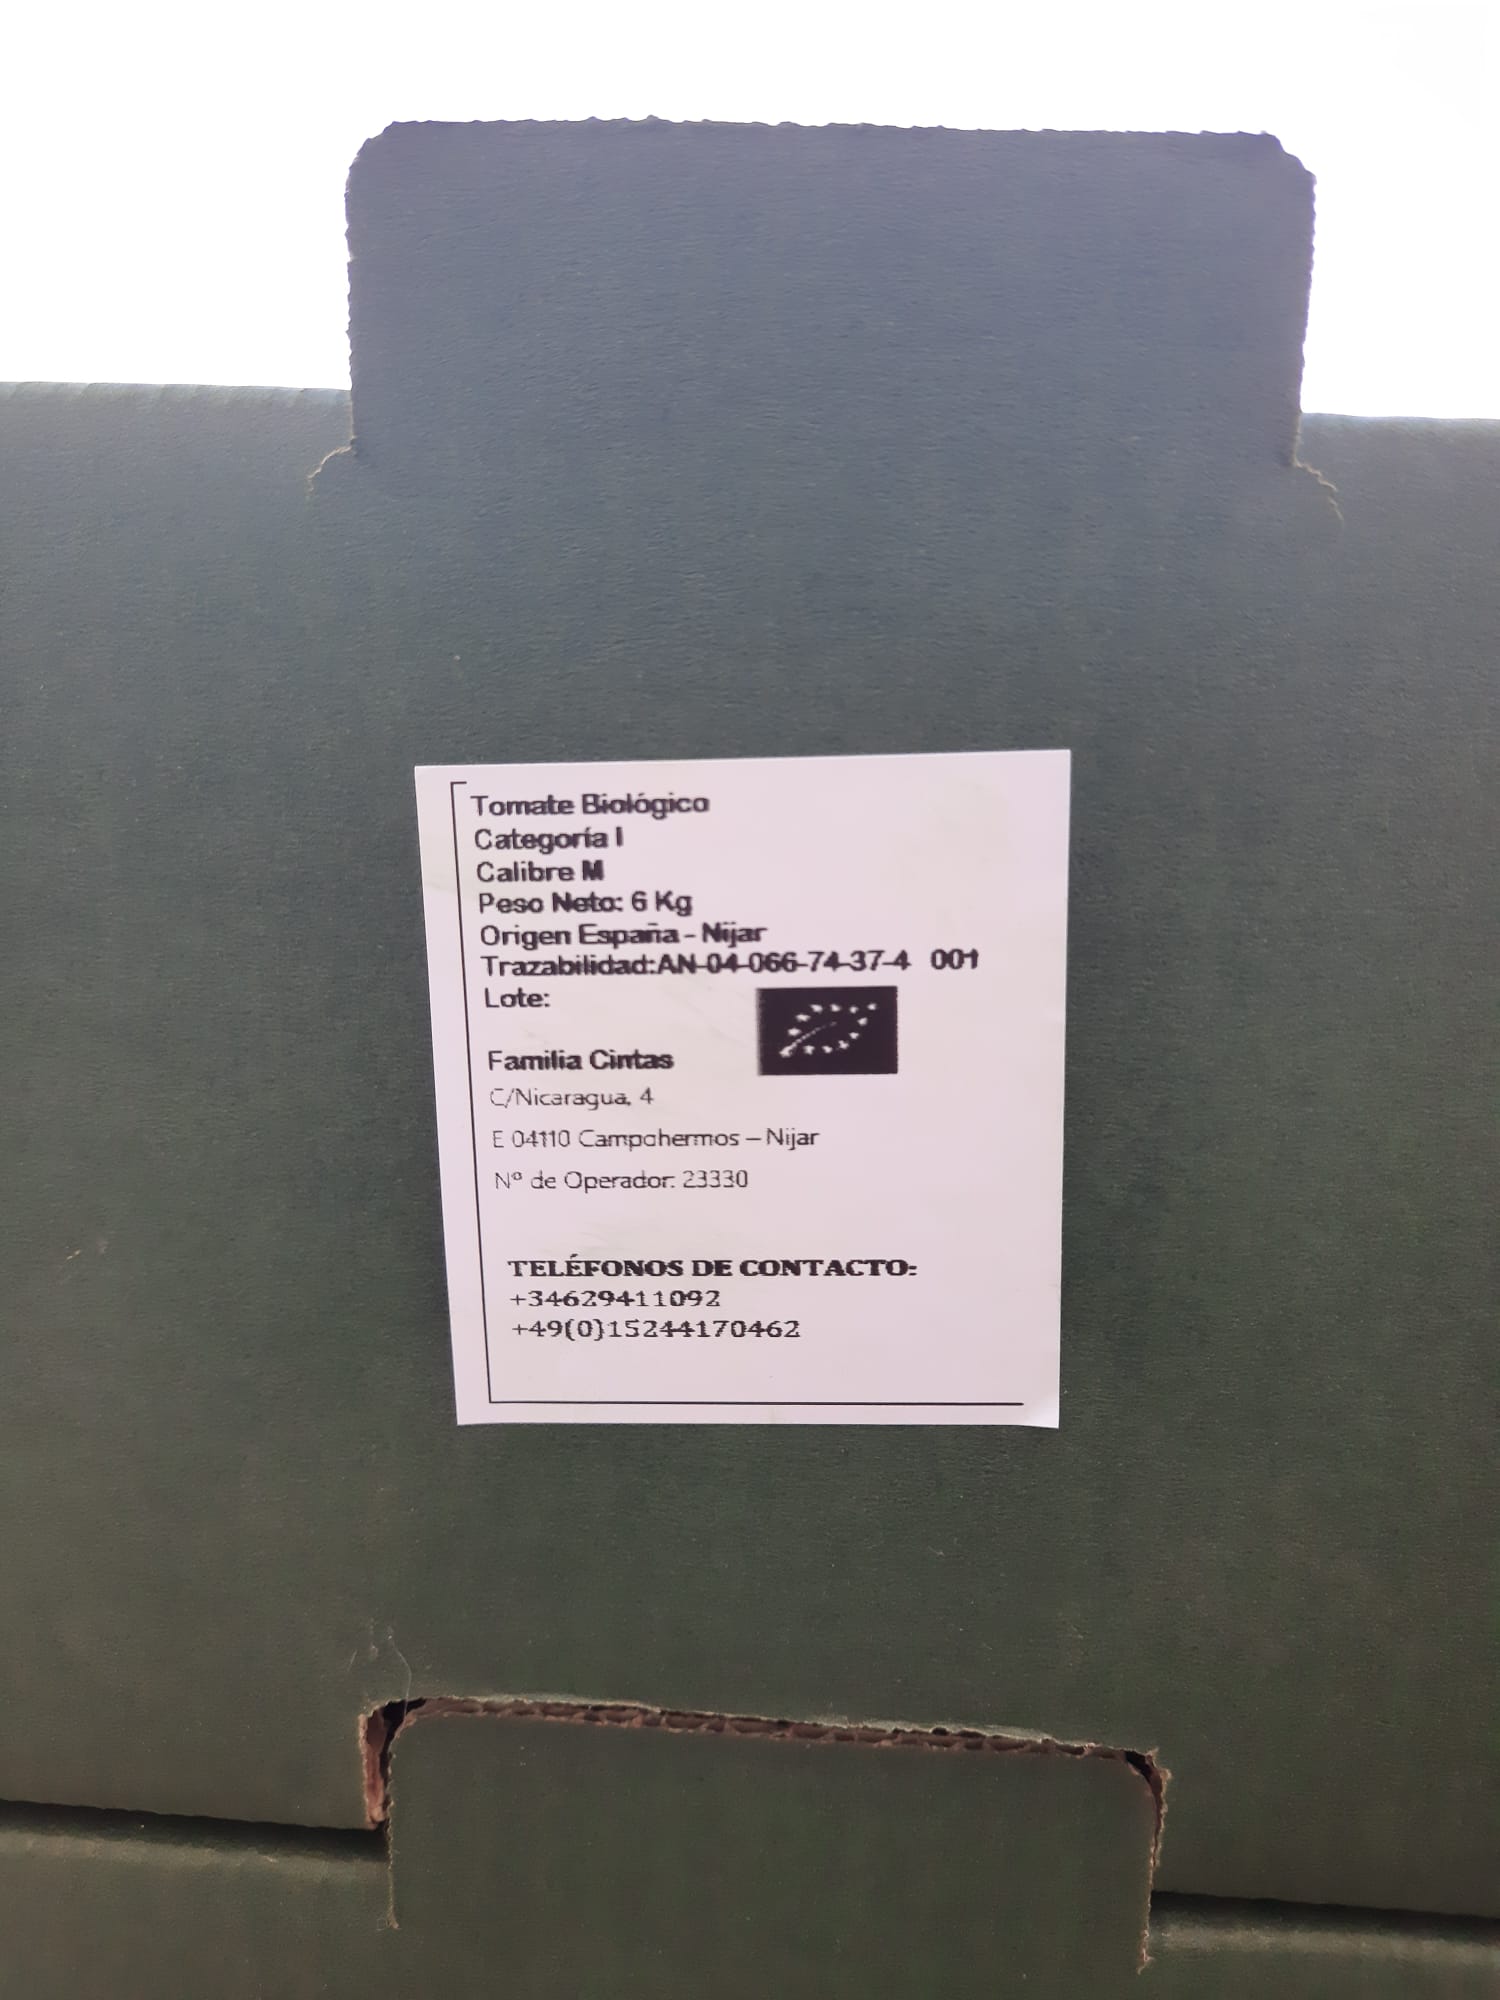 Tomate Biológico
Categoría I
Calibre M
Peso Neto: 6 Kg
Origen España - Nijar
Trazabilidad:AN-04-066-74-37-4 001
Lote:
Familia Cintas
C/Nicaragua, 4
E 04110 Campohermos – Nijar
Nº de Operador: 23330
TELÉFONOS DE CONTACTO:
+34629411092
+49(0)15244170462